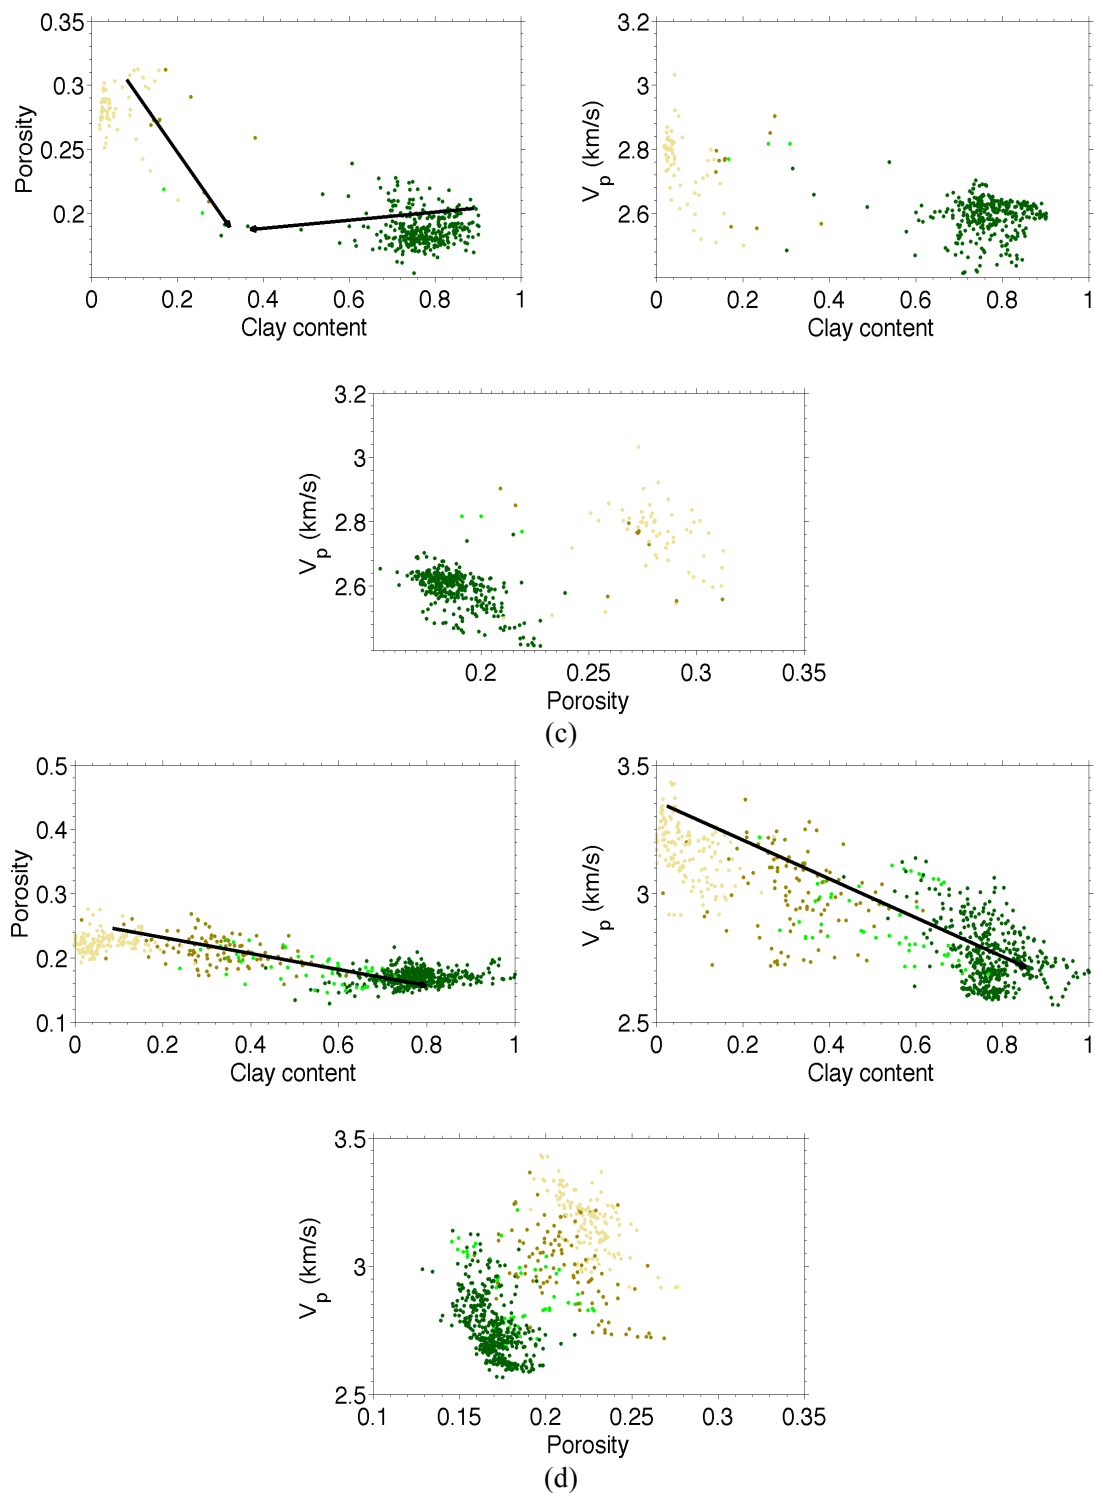 0.35
0.3
0.25
0.2
Porosity
0 0.2 0.4 0.6 0.8 1
Clay content
3.2
3
2.8
2.6
Vp (km/s)
0 0.2 0.4 0.6 0.8 1
Clay content
3.2
3
2.8
2.6
Vp (km/s)
0.2 0.25 0.3 0.35
Porosity
(c)
0.5
0.4
0.3
0.2
0.1
Porosity
0 0.2 0.4 0.6 0.8 1
Clay content
3.5
3
2.5
Vp (km/s)
0 0.2 0.4 0.6 0.8 1
Clay content
3.5
3
2.5
Vp (km/s)
0.1 0.15 0.2 0.25 0.3 0.35
Porosity
(d)